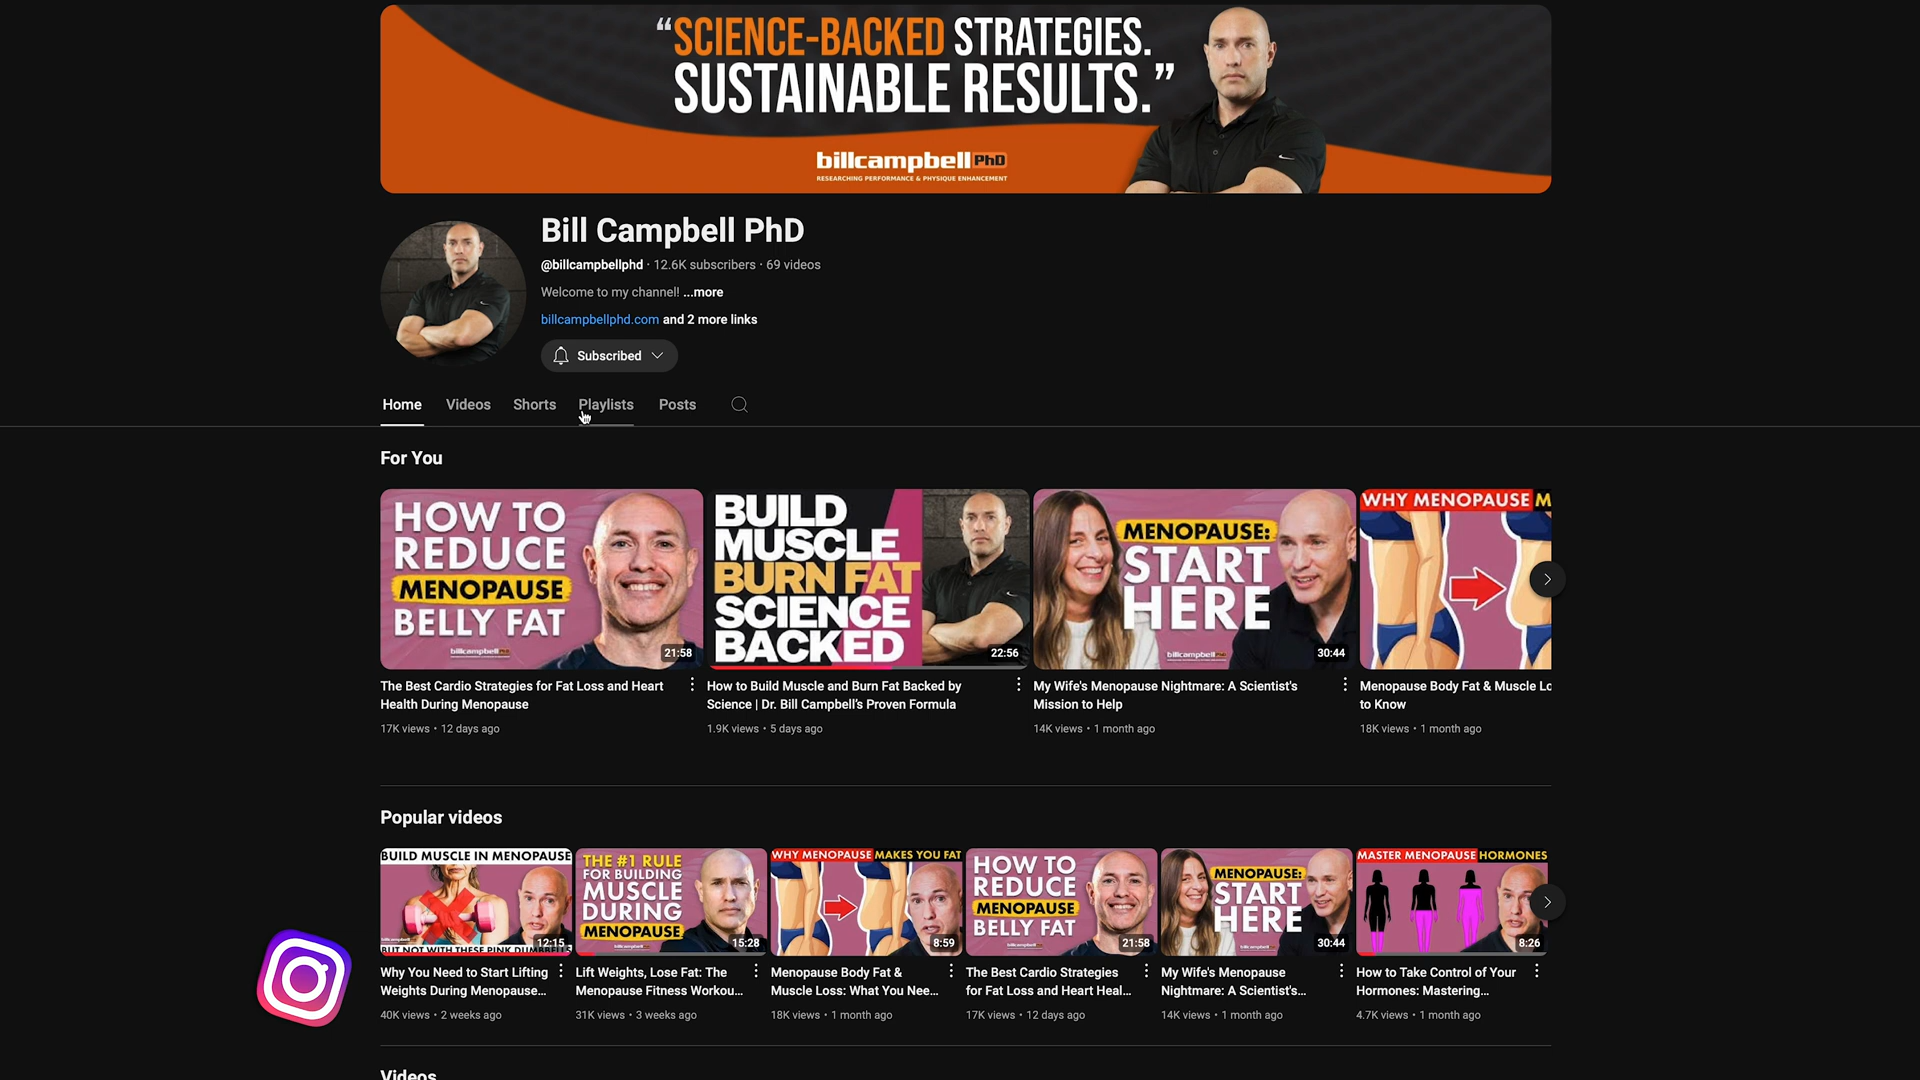 “SCIENCE-BACKED STRATEGIES.
SUSTAINABLE RESULTS.”
billcampbell PhD
RESEARCHING PERFORMANCE & PHYSIQUE ENHANCEMENT
Bill Campbell PhD
@billcampbellphd · 12.6K subscribers · 69 videos
Welcome to my channel! ...more
billcampbellphd.com and 2 more links
Subscribed
Home Videos Shorts Playlists Posts
For You
HOW TO
REDUCE
MENOPAUSE
BELLY FAT
billcampbell PhD
21:58
BUILD
MUSCLE
BURN FAT
SCIENCE
BACKED
22:56
MENOPAUSE:
START
HERE
billcampbell PhD
30:44
WHY MENOPAUSE M
The Best Cardio Strategies for Fat Loss and Heart
Health During Menopause
17K views • 12 days ago
How to Build Muscle and Burn Fat Backed by
Science | Dr. Bill Campbell's Proven Formula
1.9K views • 5 days ago
My Wife's Menopause Nightmare: A Scientist's
Mission to Help
14K views • 1 month ago
Menopause Body Fat & Muscle Lo
to Know
18K views • 1 month ago
Popular videos
BUILD MUSCLE IN MENOPAUSE
BUT NOT WITH THESE PINK DUMBBELLS
12:15
THE #1 RULE
FOR BUILDING
MUSCLE
DURING
MENOPAUSE
15:28
WHY MENOPAUSE MAKES YOU FAT
8:59
HOW TO
REDUCE
MENOPAUSE
BELLY FAT
21:58
MENOPAUSE:
START
HERE
30:44
MASTER MENOPAUSE HORMONES
8:26
Why You Need to Start Lifting
Weights During Menopause...
40K views • 2 weeks ago
Lift Weights, Lose Fat: The
Menopause Fitness Workou...
31K views • 3 weeks ago
Menopause Body Fat &
Muscle Loss: What You Nee...
18K views • 1 month ago
The Best Cardio Strategies
for Fat Loss and Heart Heal...
17K views • 12 days ago
My Wife's Menopause
Nightmare: A Scientist's...
14K views • 1 month ago
How to Take Control of Your
Hormones: Mastering...
4.7K views • 1 month ago
Videos